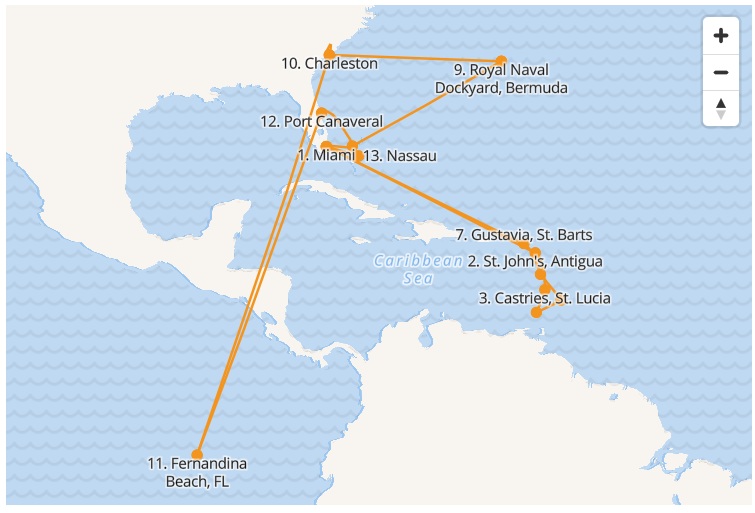 10. Charleston
9. Royal Naval
Dockyard, Bermuda
12. Port Canaveral
1. Miami
13. Nassau
7. Gustavia, St. Barts
Caribbean
Sea
2. St. John's, Antigua
3. Castries, St. Lucia
11. Fernandina
Beach, FL